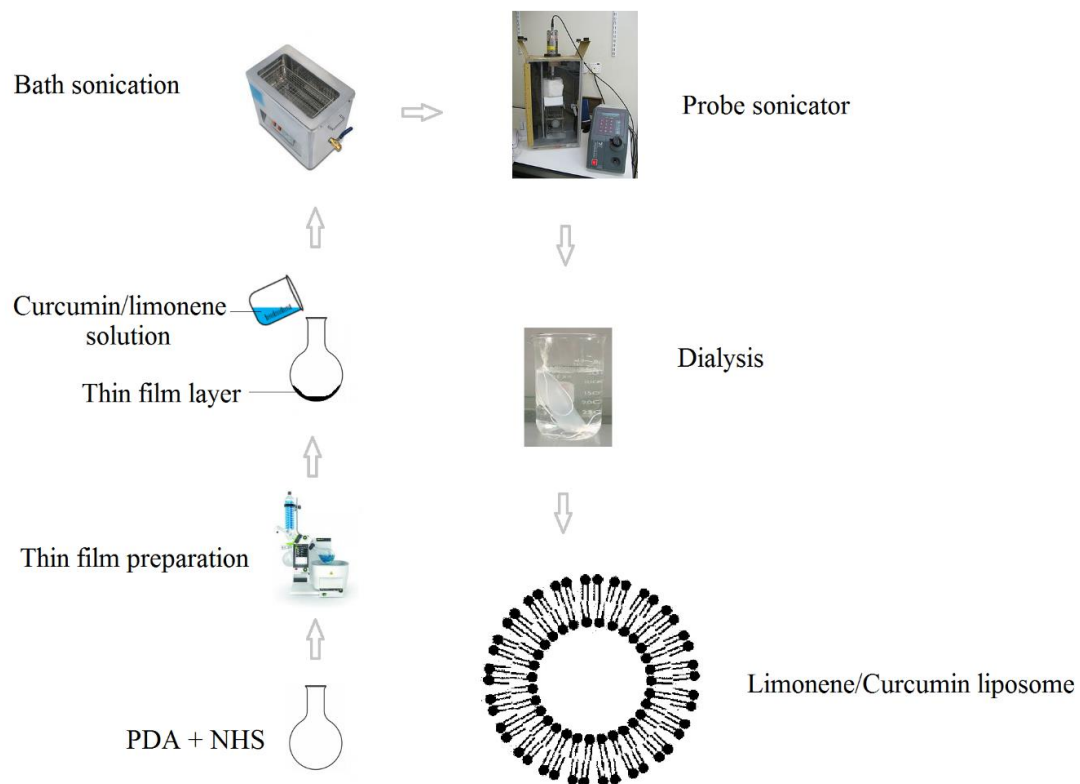 Bath sonication
Probe sonicator
Curcumin/limonene
solution
Thin film layer
Dialysis
Thin film preparation
PDA + NHS
Limonene/Curcumin liposome